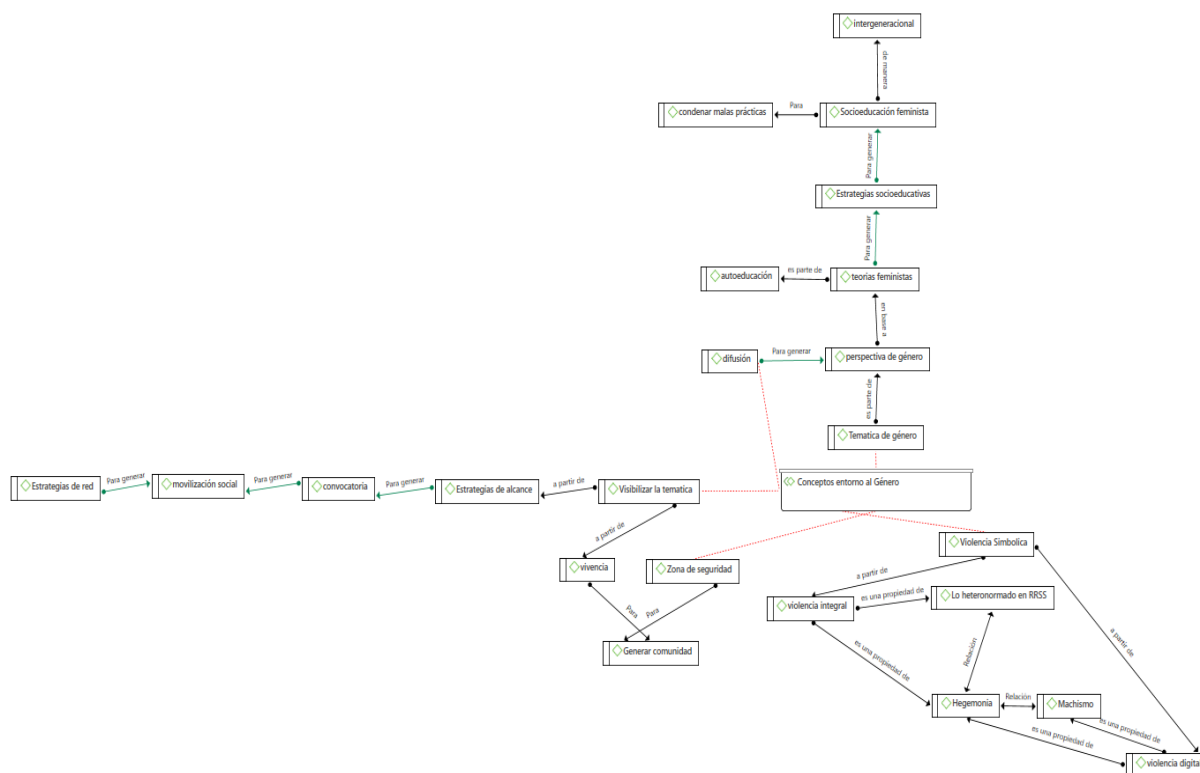 intergeneracional
de manera
condenar malas prácticas
Para
Socioeducación feminista
Para generar
Estrategias socioeducativas
Para generar
autoeducación
es parte de
teorias feministas
en base a
difusión
Para generar
perspectiva de género
es parte de
Tematica de género
Conceptos entorno al Género
Estrategias de red
Para generar
movilización social
Para generar
convocatoria
Para generar
Estrategias de alcance
a partir de
Visibilizar la tematica
a partir de
vivencia
Zona de seguridad
Para
Para
Generar comunidad
Violencia Simbolica
a partir de
a partir de
violencia integral
es una propiedad de
Lo heteronormado en RRSS
es una propiedad de
Relación
Hegemonia
Relación
Machismo
es una propiedad de
es una propiedad de
violencia digital